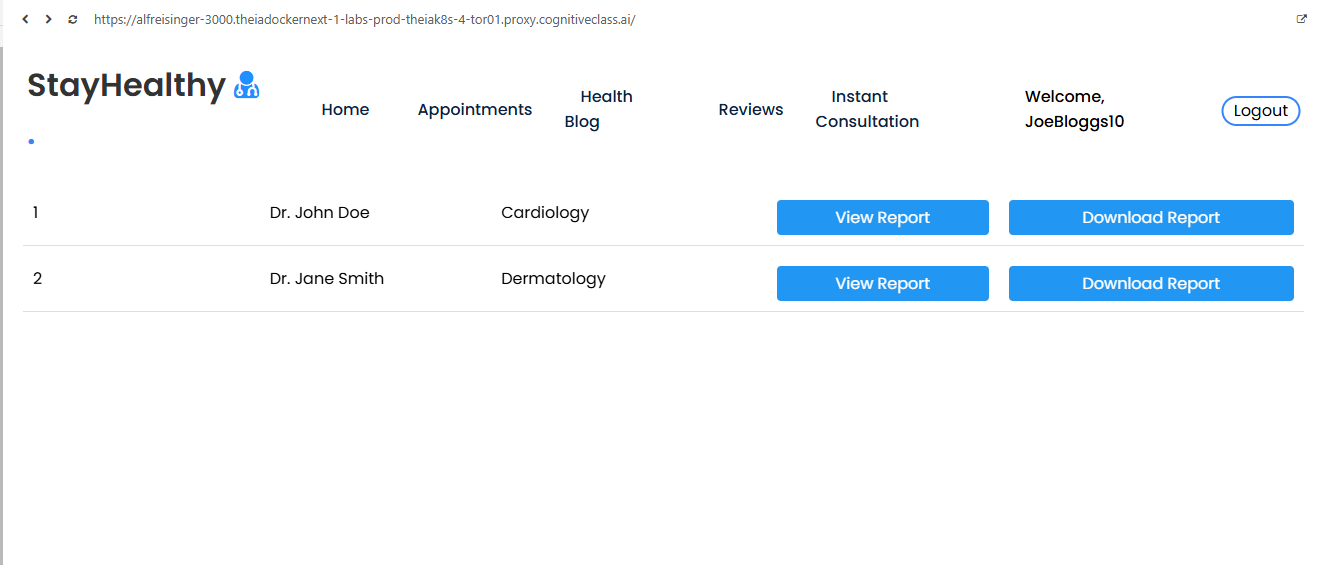 https://alfreisinger-3000.theiadockernext-1-labs-prod-theiak8s-4-tor01.proxy.cognitiveclass.ai/
StayHealthy
Home
Appointments
Health
Blog
Reviews
Instant
Consultation
Welcome,
JoeBloggs10
Logout
1 Dr. John Doe Cardiology View Report Download Report
2 Dr. Jane Smith Dermatology View Report Download Report